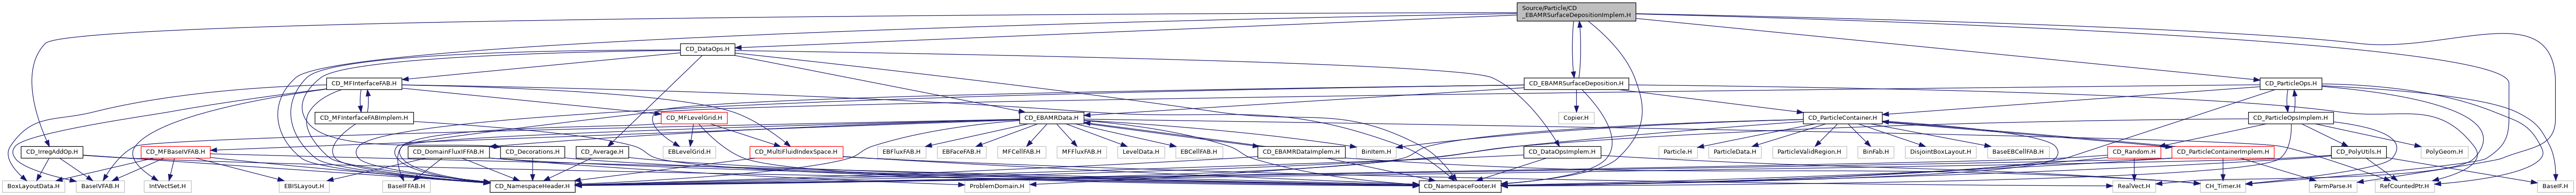 Source/Particle/CD
_EBAMRSurfaceDepositionImplem.H
CD_DataOps.H
CD_MFInterfaceFAB.H
CD_EBAMRSurfaceDeposition.H
CD_ParticleOps.H
CD_MFInterfaceFABImplem.H
CD_MFLevelGrid.H
CD_EBAMRData.H
Copier.H
CD_ParticleContainer.H
CD_ParticleOpsImplem.H
CD_IrregAddOp.H
CD_MFBaseIVFAB.H
CD_DomainFluxIFFAB.H
CD_Decorations.H
CD_Average.H
EBLevelGrid.H
CD_MultiFluidIndexSpace.H
EBFluxFAB.H
EBFaceFAB.H
MFCellFAB.H
MFFluxFAB.H
LevelData.H
EBCellFAB.H
CD_EBAMRDataImplem.H
BinItem.H
CD_DataOpsImplem.H
Particle.H
ParticleData.H
ParticleValidRegion.H
BinFab.H
DisjointBoxLayout.H
BaseEBCellFAB.H
CD_Random.H
CD_ParticleContainerImplem.H
CD_PolyUtils.H
PolyGeom.H
BoxLayoutData.H
BaseIVFAB.H
IntVectSet.H
EBISLayout.H
BaseIFFAB.H
CD_NamespaceHeader.H
ProblemDomain.H
CD_NamespaceFooter.H
RealVect.H
CH_Timer.H
ParmParse.H
RefCountedPtr.H
BaseIF.H